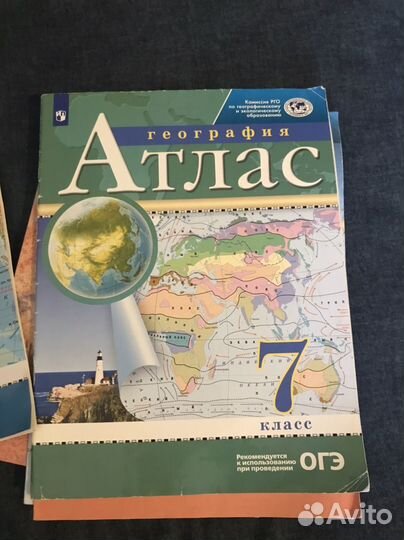 Комиссия РГО
по географическому
и экологическому
образованию
география
Атлас
7
класс
Рекомендуется
к использованию
при проведении
ОГЭ
Avito